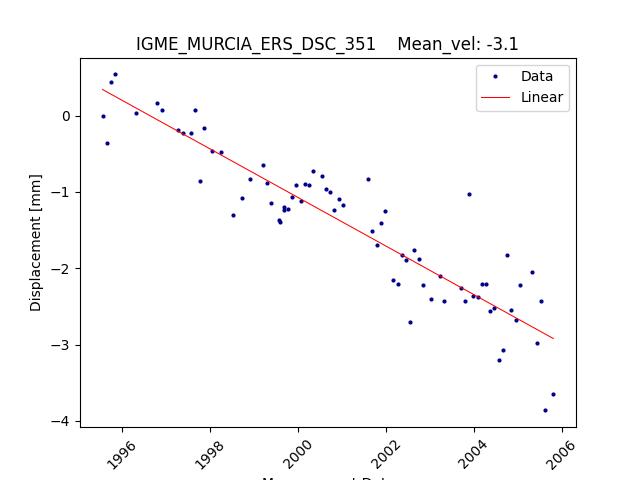 IGME_MURCIA_ERS_DSC_351    Mean_vel: -3.1
Data
Linear
Displacement [mm]
0
−1
−2
−3
−4
1996
1998
2000
2002
2004
2006